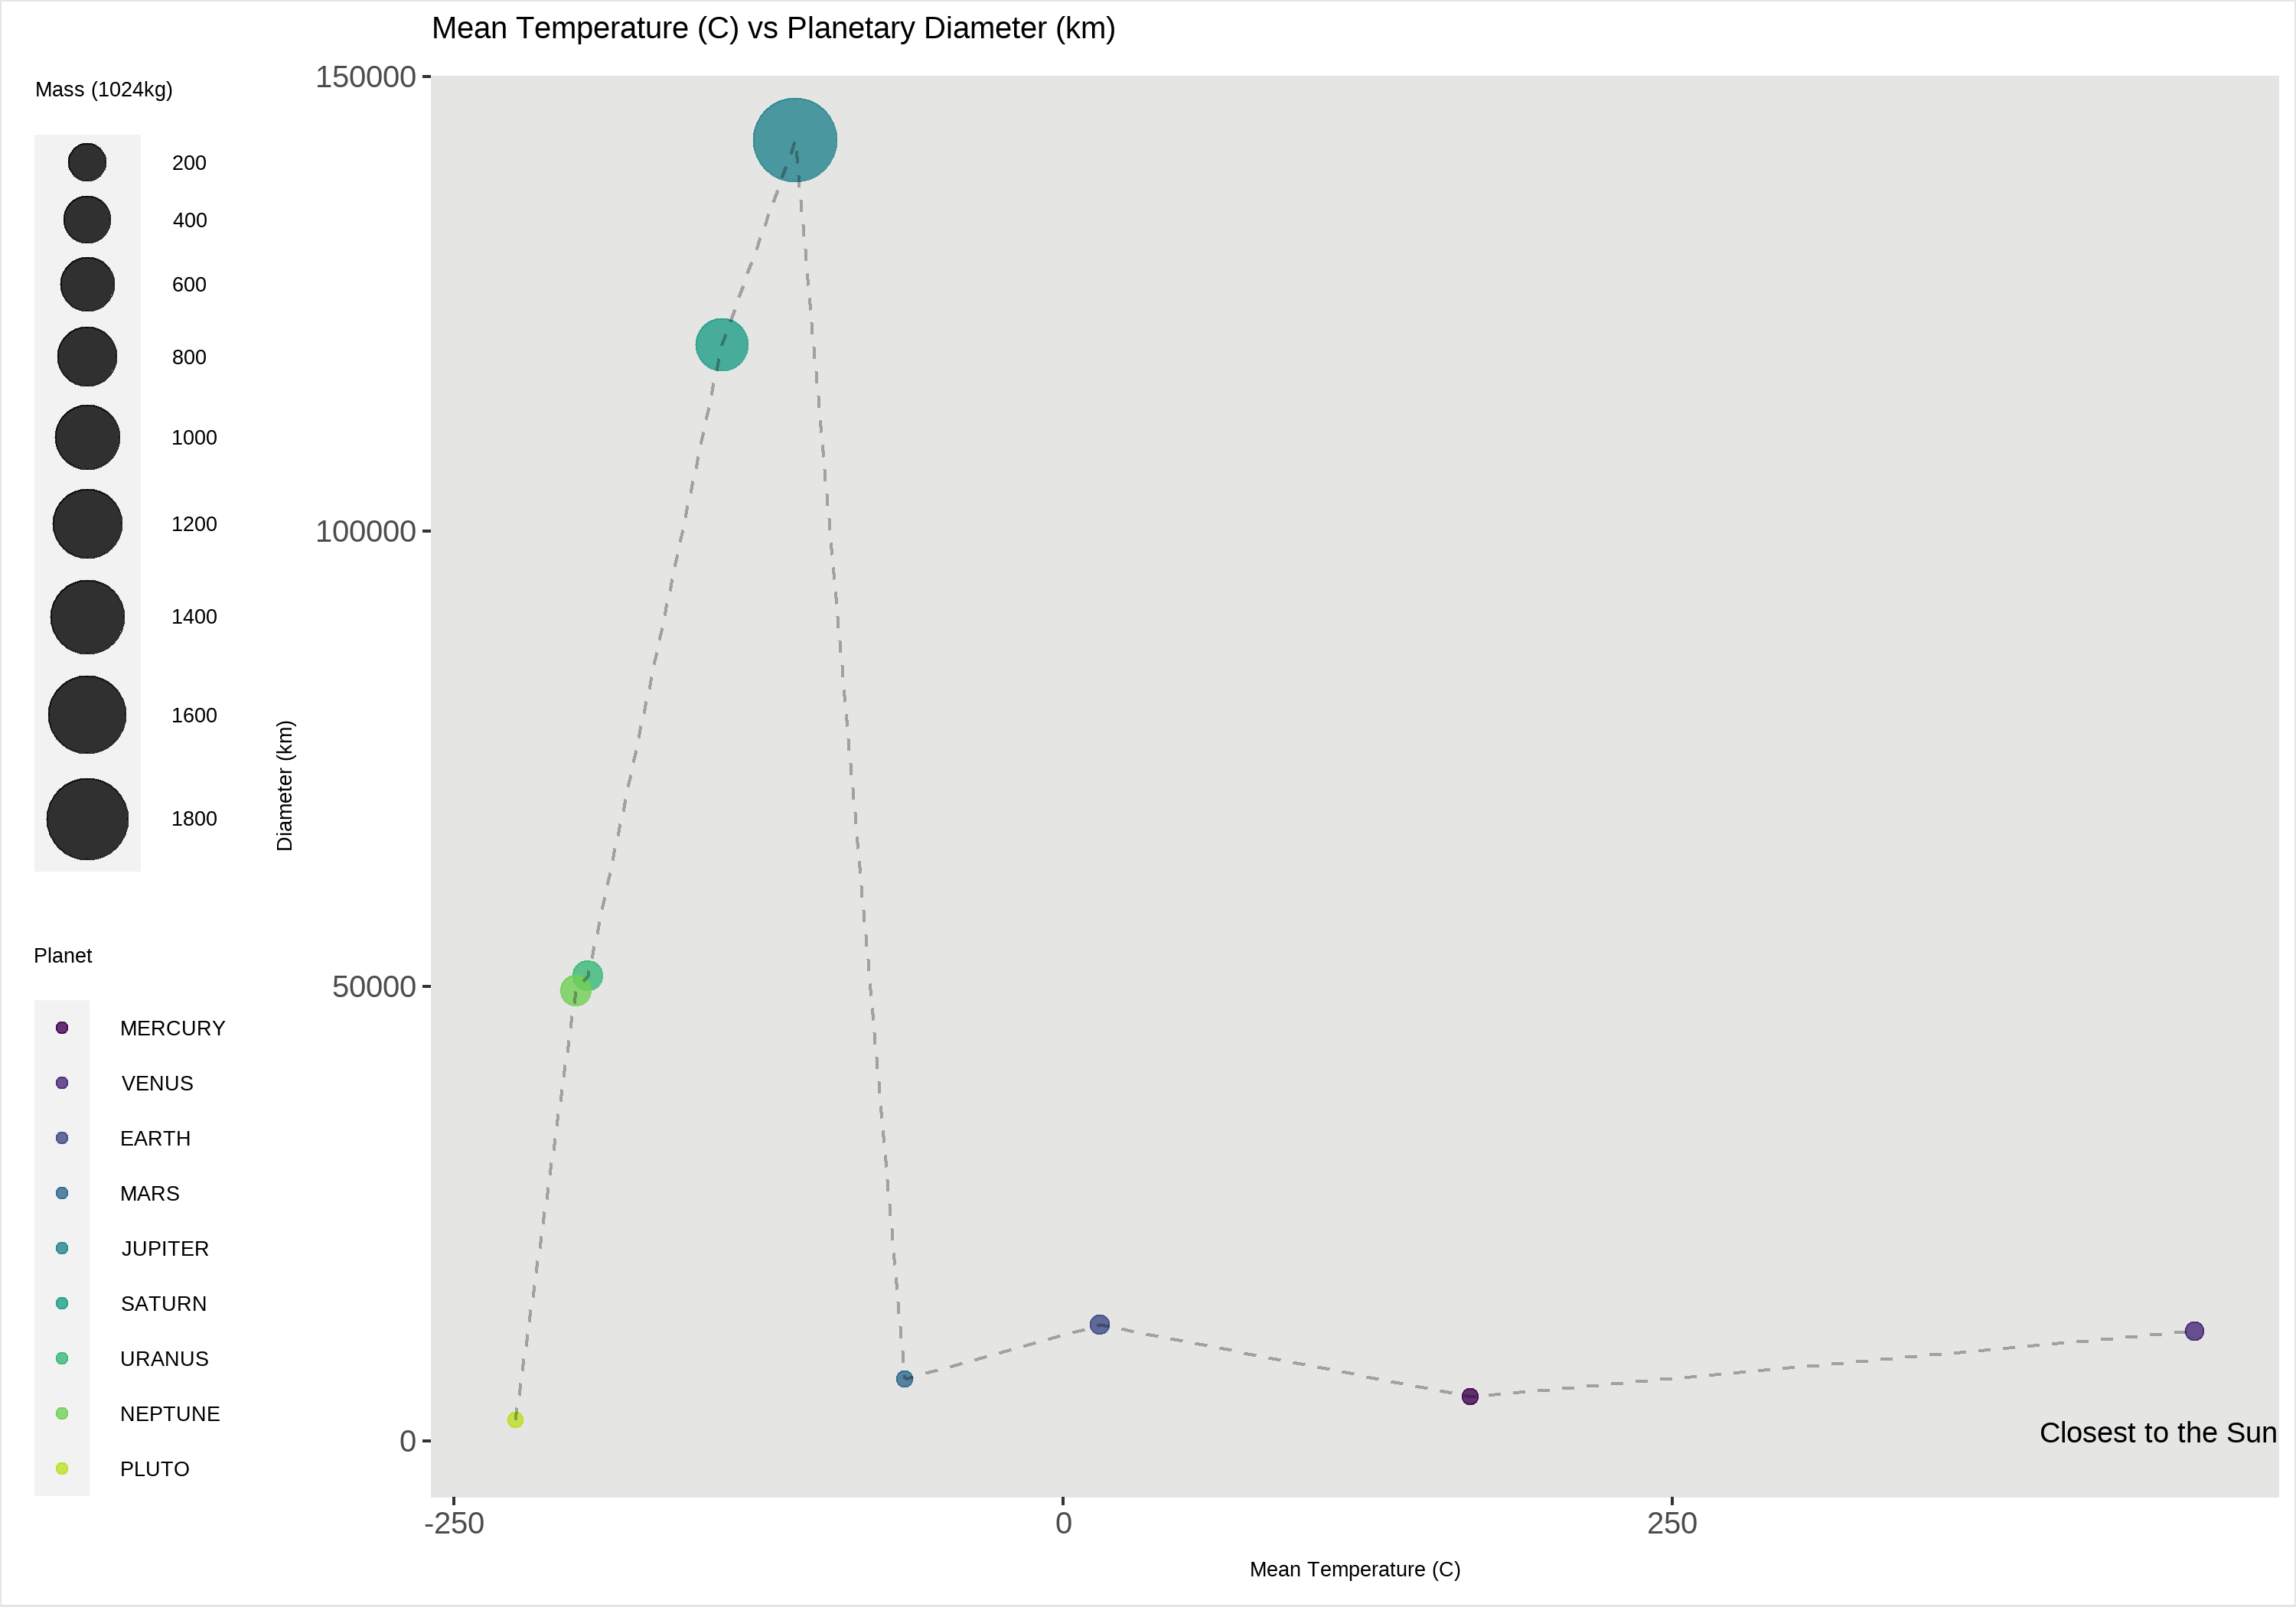 Mean Temperature (C) vs Planetary Diameter (km)
Mass (1024kg)
200
400
600
800
1000
1200
1400
1600
1800
Planet
MERCURY
VENUS
EARTH
MARS
JUPITER
SATURN
URANUS
NEPTUNE
PLUTO
Diameter (km)
150000
100000
50000
0
Closest to the Sun
-250
0
250
Mean Temperature (C)